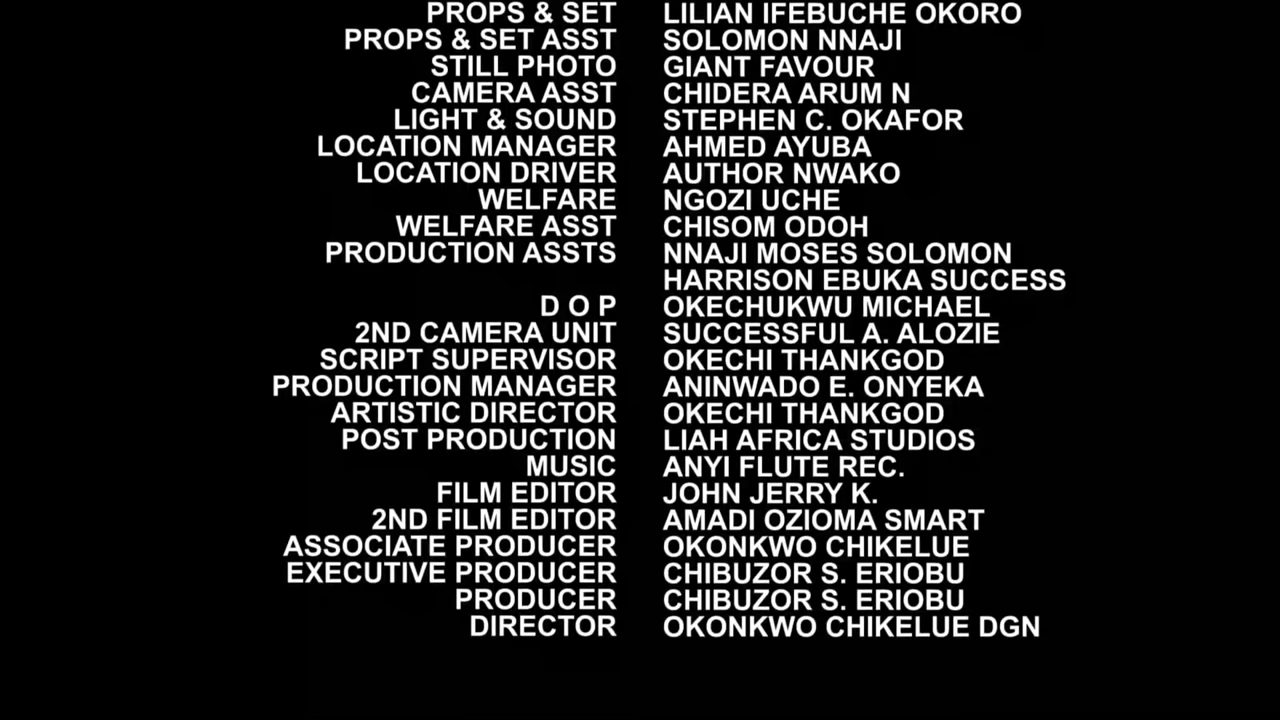 PROPS & SET LILIAN IFEBUCHE OKORO
PROPS & SET ASST SOLOMON NNAJI
STILL PHOTO GIANT FAVOUR
CAMERA ASST CHIDERA ARUM N
LIGHT & SOUND STEPHEN C. OKAFOR
LOCATION MANAGER AHMED AYUBA
LOCATION DRIVER AUTHOR NWAKO
WELFARE NGOZI UCHE
WELFARE ASST CHISOM ODOH
PRODUCTION ASSTS NNAJI MOSES SOLOMON
HARRISON EBUKA SUCCESS
D O P OKECHUKWU MICHAEL
2ND CAMERA UNIT SUCCESSFUL A. ALOZIE
SCRIPT SUPERVISOR OKECHI THANKGOD
PRODUCTION MANAGER ANINWADO E. ONYEKA
ARTISTIC DIRECTOR OKECHI THANKGOD
POST PRODUCTION LIAH AFRICA STUDIOS
MUSIC ANYI FLUTE REC.
FILM EDITOR JOHN JERRY K.
2ND FILM EDITOR AMADI OZIOMA SMART
ASSOCIATE PRODUCER OKONKWO CHIKELUE
EXECUTIVE PRODUCER CHIBUZOR S. ERIOBU
PRODUCER CHIBUZOR S. ERIOBU
DIRECTOR OKONKWO CHIKELUE DGN